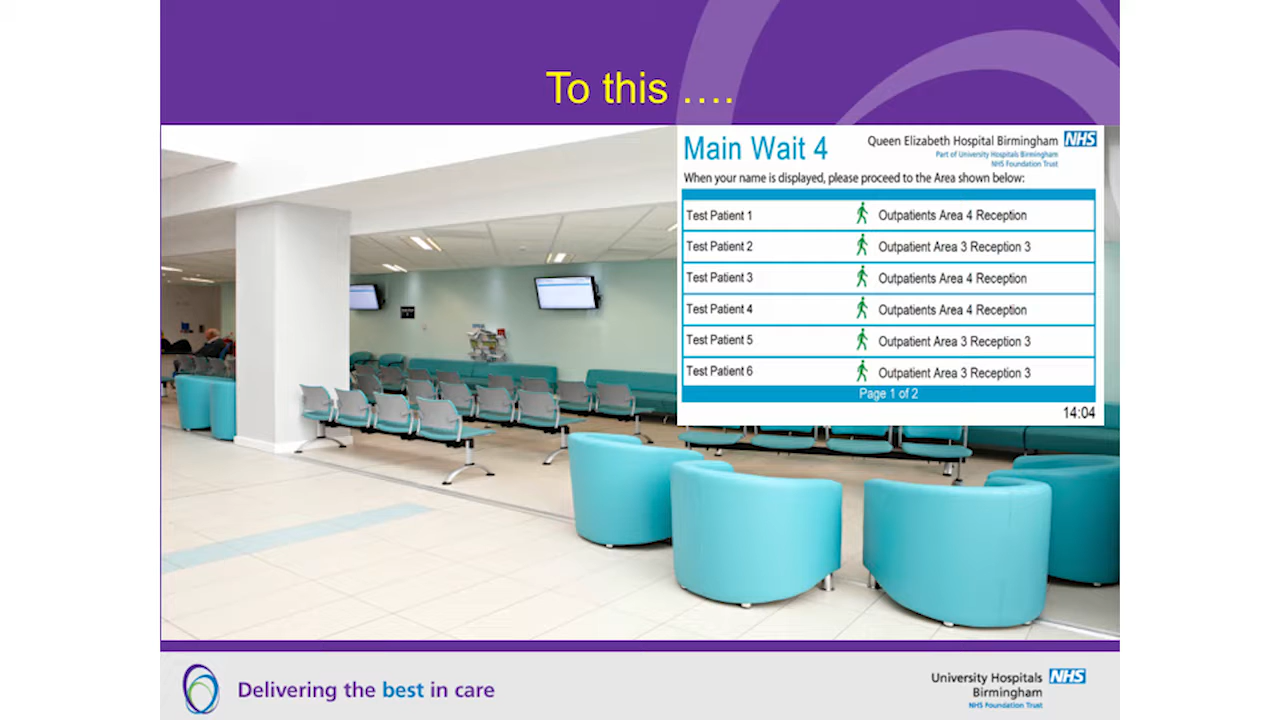 To this ....
Main Wait 4
Queen Elizabeth Hospital Birmingham NHS
Part of University Hospitals Birmingham
NHS Foundation Trust
When your name is displayed, please proceed to the Area shown below:
Test Patient 1 Outpatients Area 4 Reception
Test Patient 2 Outpatient Area 3 Reception 3
Test Patient 3 Outpatients Area 4 Reception
Test Patient 4 Outpatients Area 4 Reception
Test Patient 5 Outpatient Area 3 Reception 3
Test Patient 6 Outpatient Area 3 Reception 3
Page 1 of 2
14:04
Delivering the best in care
University Hospitals NHS
Birmingham
NHS Foundation Trust